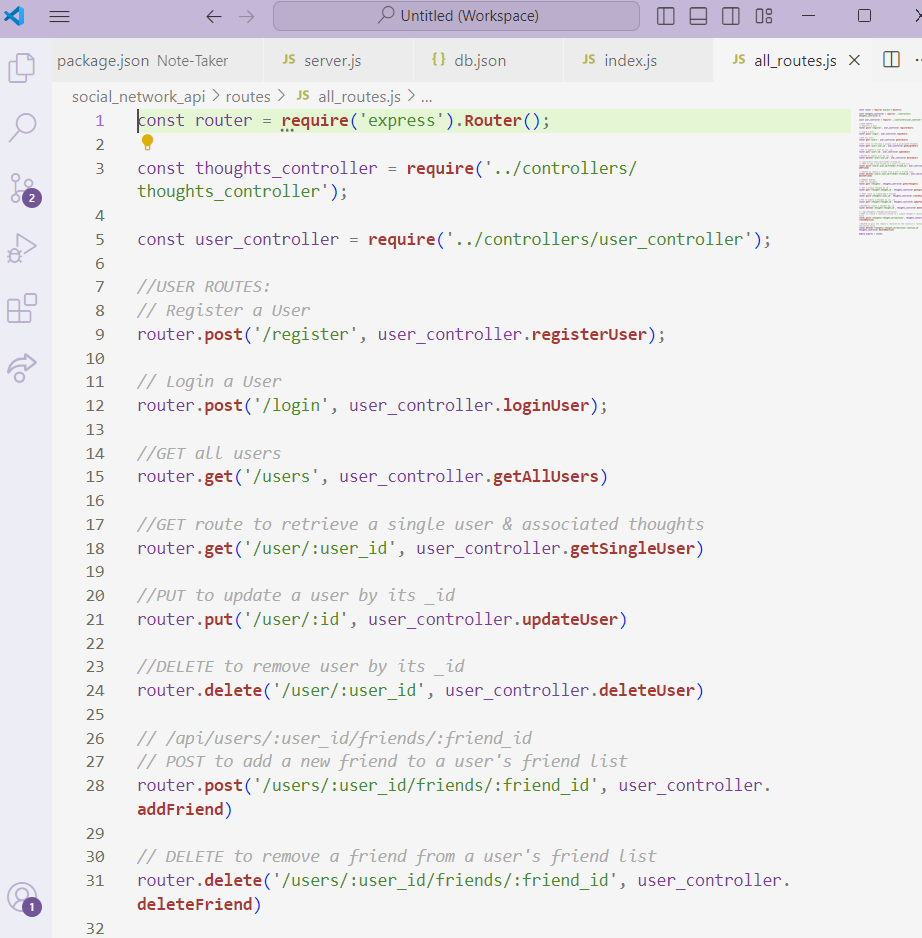 Untitled (Workspace)
package.json Note-Taker
JS server.js
{} db.json
JS index.js
JS all_routes.js
social_network_api > routes > JS all_routes.js > ...
1 const router = require('express').Router();
2
3 const thoughts_controller = require('../controllers/
thoughts_controller');
4
5 const user_controller = require('../controllers/user_controller');
6
7 //USER ROUTES:
8 // Register a User
9 router.post('/register', user_controller.registerUser);
10
11 // Login a User
12 router.post('/login', user_controller.loginUser);
13
14 //GET all users
15 router.get('/users', user_controller.getAllUsers)
16
17 //GET route to retrieve a single user & associated thoughts
18 router.get('/user/:user_id', user_controller.getSingleUser)
19
20 //PUT to update a user by its _id
21 router.put('/user/:id', user_controller.updateUser)
22
23 //DELETE to remove user by its _id
24 router.delete('/user/:user_id', user_controller.deleteUser)
25
26 // /api/users/:user_id/friends/:friend_id
27 // POST to add a new friend to a user's friend list
28 router.post('/users/:user_id/friends/:friend_id', user_controller.
addFriend)
29
30 // DELETE to remove a friend from a user's friend list
31 router.delete('/users/:user_id/friends/:friend_id', user_controller.
deleteFriend)
32
2
1